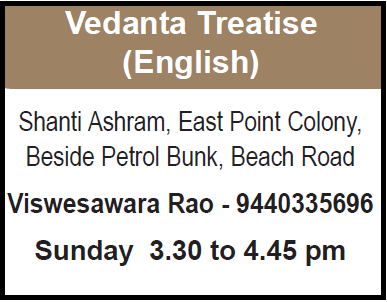 Vedanta Treatise
(English)
Shanti Ashram, East Point Colony,
Beside Petrol Bunk, Beach Road
Viswesawara Rao - 9440335696
Sunday 3.30 to 4.45 pm